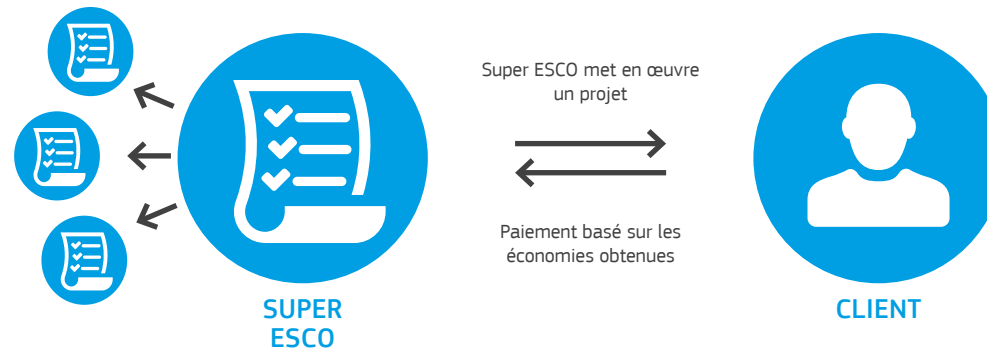 Super ESCO met en œuvre
un projet
Paiement basé sur les
économies obtenues
SUPER
ESCO
CLIENT